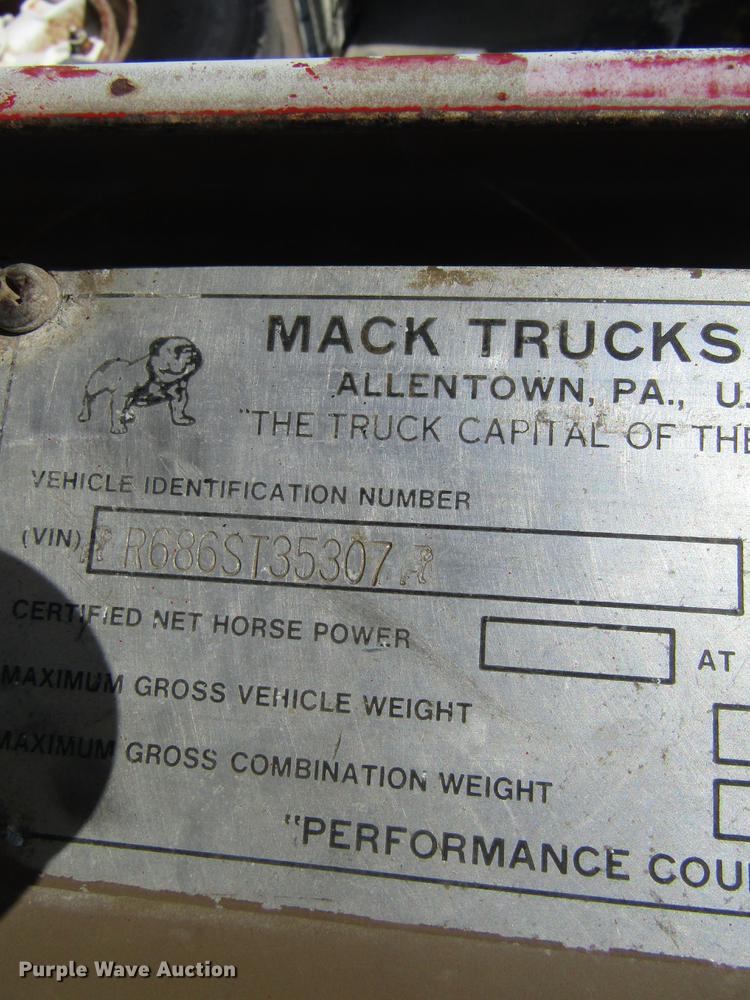 MACK TRUCKS
ALLENTOWN, PA., U.
"THE TRUCK CAPITAL OF THE
VEHICLE IDENTIFICATION NUMBER
(VIN) R686ST35307
CERTIFIED NET HORSE POWER AT
MAXIMUM GROSS VEHICLE WEIGHT
MAXIMUM GROSS COMBINATION WEIGHT
"PERFORMANCE COU
Purple Wave Auction